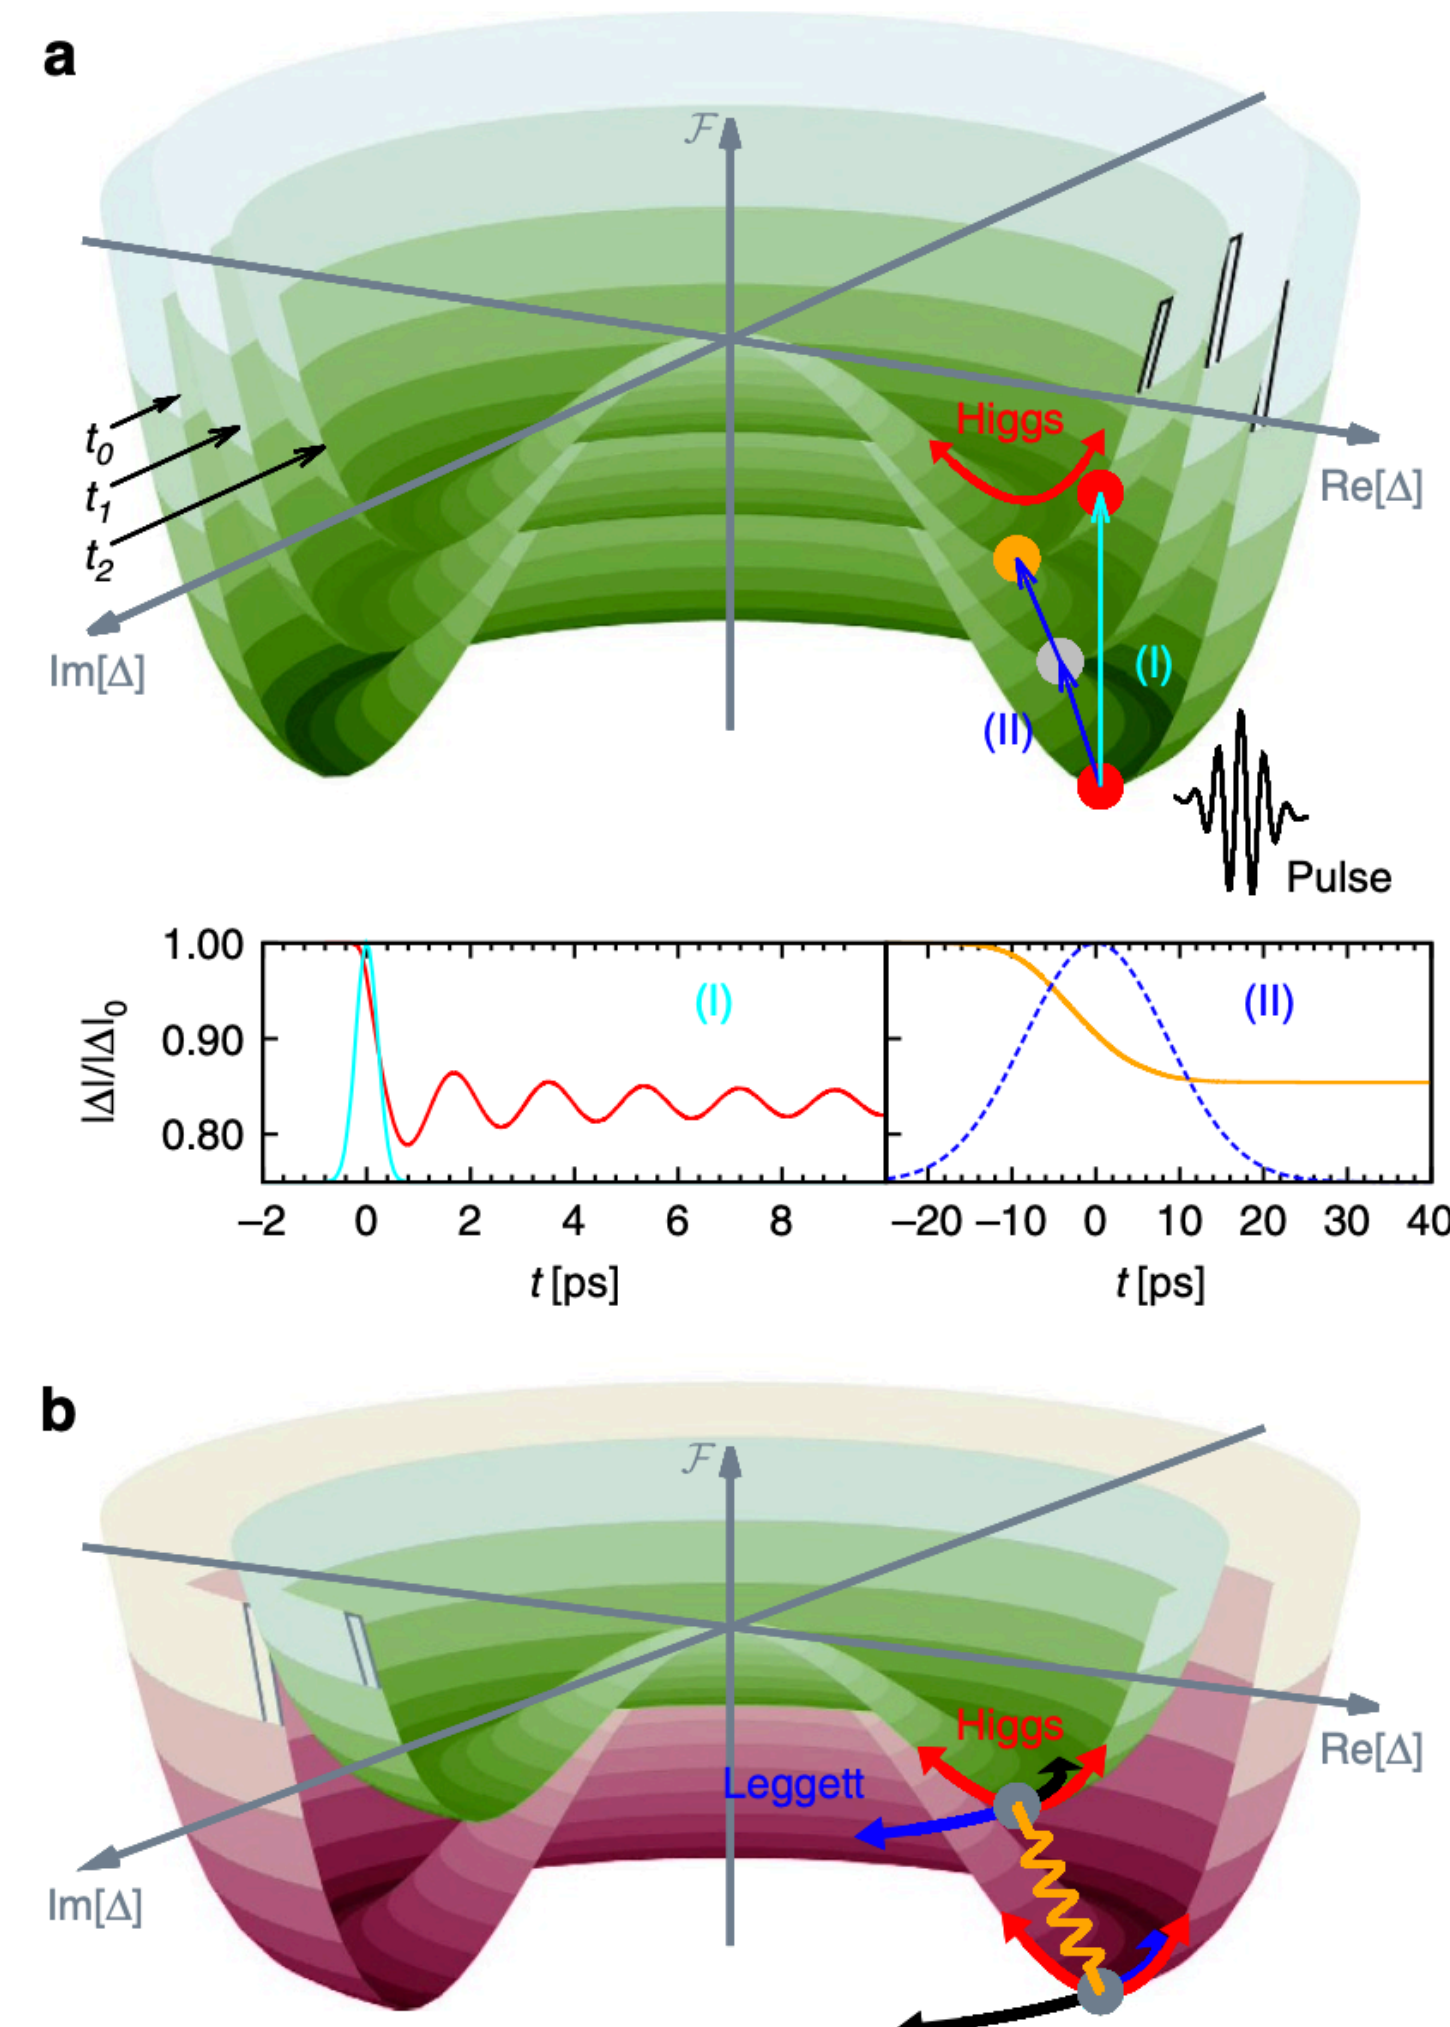 a
ℱ
Higgs
Re[Δ]
t₀
t₁
t₂
Im[Δ]
(I)
(II)
Pulse
1.00
0.90
0.80
|Δ|/|Δ|₀
(I)
(II)
−2 0 2 4 6 8
−20 −10 0 10 20 30 40
t [ps]
t [ps]
b
ℱ
Higgs
Re[Δ]
Leggett
Im[Δ]